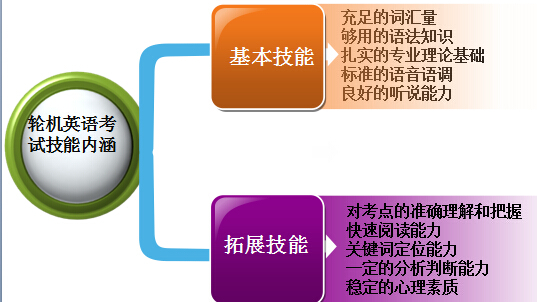 轮机英语考
试技能内涵
基本技能
充足的词汇量
够用的语法知识
扎实的专业理论基础
标准的语音语调
良好的听说能力
拓展技能
对考点的准确理解和把握
快速阅读能力
关键词定位能力
一定的分析判断能力
稳定的心理素质